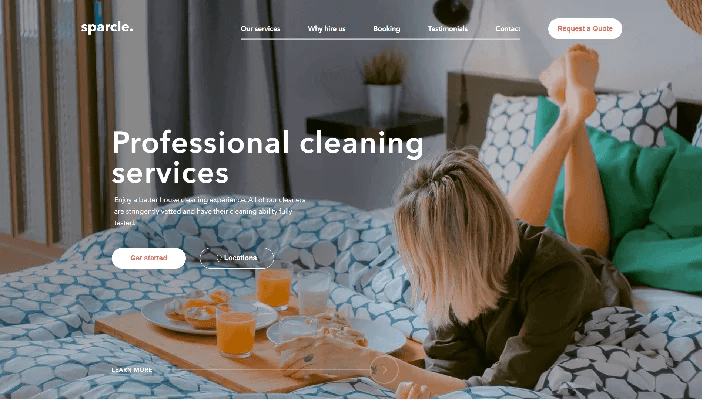 sparcle.
Our services Why hire us Booking Testimonials Contact Request a Quote
Professional cleaning
services
Enjoy a better house cleaning experience. All of our cleaners
are stringently vetted and have their cleaning ability fully
tested.
Get started Locations
LEARN MORE